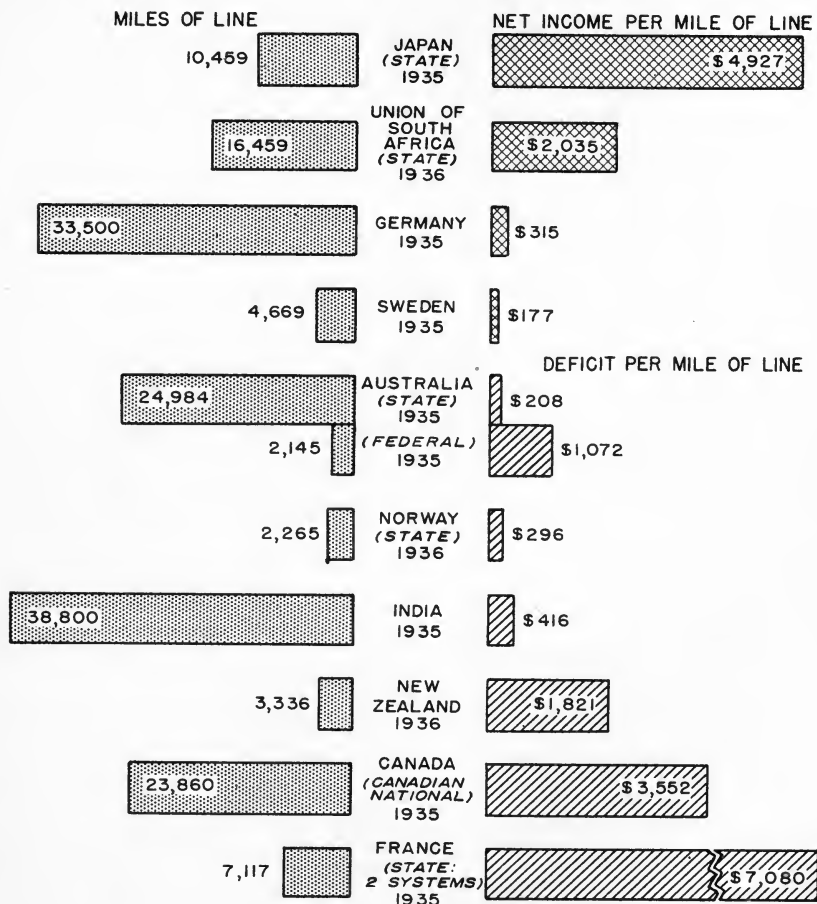 MILES OF LINE
NET INCOME PER MILE OF LINE
10,459
JAPAN
(STATE)
1935
$4,927
16,459
UNION OF
SOUTH
AFRICA
(STATE)
1936
$2,035
33,500
GERMANY
1935
$315
4,669
SWEDEN
1935
$177
DEFICIT PER MILE OF LINE
24,984
AUSTRALIA
(STATE)
1935
$208
2,145
(FEDERAL)
1935
$1,072
2,265
NORWAY
(STATE)
1936
$296
38,800
INDIA
1935
$416
3,336
NEW
ZEALAND
1936
$1,821
23,860
CANADA
(CANADIAN
NATIONAL)
1935
$3,552
7,117
FRANCE
(STATE:
2 SYSTEMS)
1935
$7,080